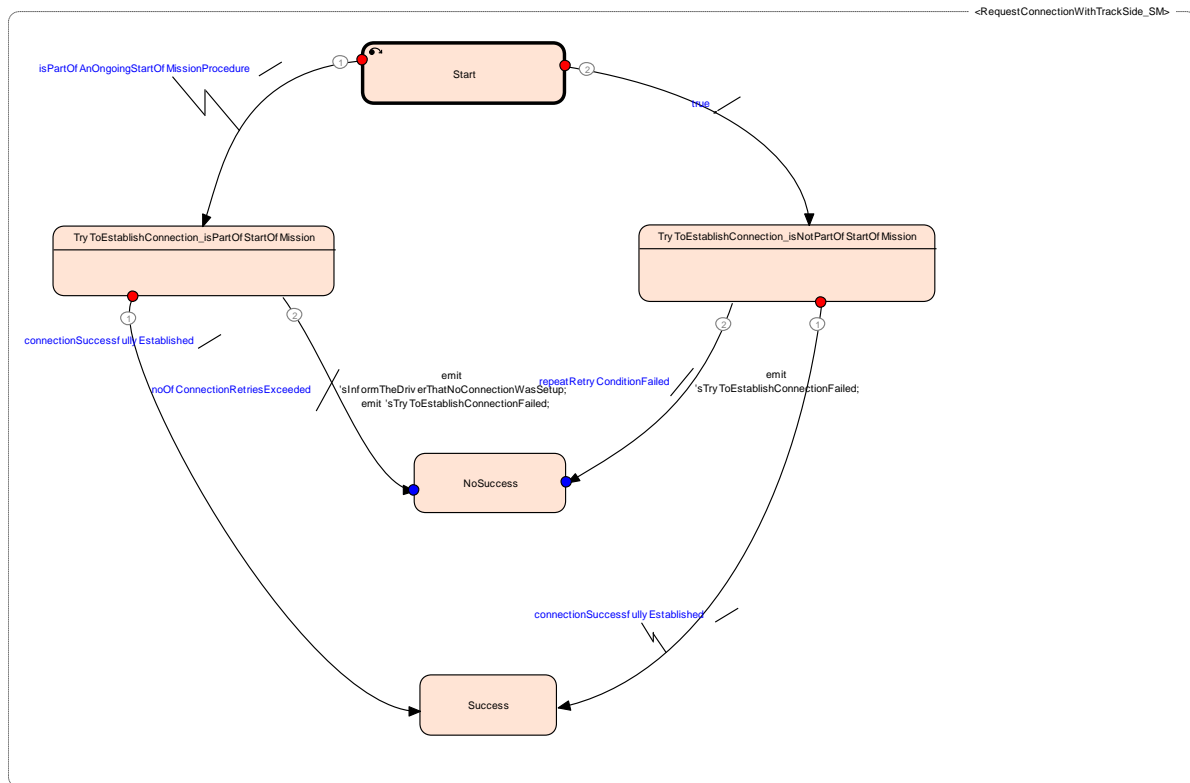 <RequestConnectionWithTrackSide_SM>
Start
1
2
isPartOfAnOngoingStartOfMissionProcedure
true
TryToEstablishConnection_isPartOfStartOfMission
TryToEstablishConnection_isNotPartOfStartOfMission
1
2
2
1
connectionSuccessfullyEstablished
noOfConnectionRetriesExceeded
emit
'sInformTheDriverThatNoConnectionWasSetup;
emit 'sTryToEstablishConnectionFailed;
repeatRetryConditionFailed
emit
'sTryToEstablishConnectionFailed;
NoSuccess
connectionSuccessfullyEstablished
Success